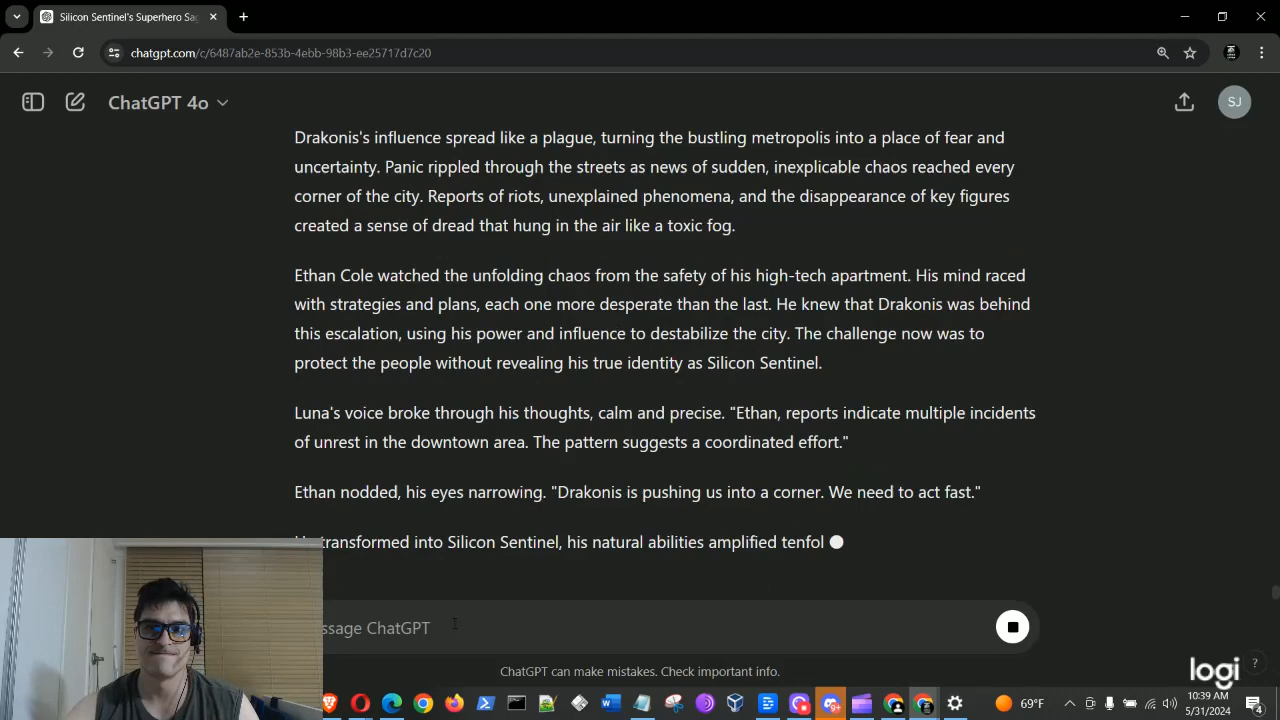 Silicon Sentinel's Superhero Sag
chatgpt.com/c/6487ab2e-853b-4ebb-98b3-ee25717d7c20
ChatGPT 4o
SJ
Drakonis's influence spread like a plague, turning the bustling metropolis into a place of fear and
uncertainty. Panic rippled through the streets as news of sudden, inexplicable chaos reached every
corner of the city. Reports of riots, unexplained phenomena, and the disappearance of key figures
created a sense of dread that hung in the air like a toxic fog.
Ethan Cole watched the unfolding chaos from the safety of his high-tech apartment. His mind raced
with strategies and plans, each one more desperate than the last. He knew that Drakonis was behind
this escalation, using his power and influence to destabilize the city. The challenge now was to
protect the people without revealing his true identity as Silicon Sentinel.
Luna's voice broke through his thoughts, calm and precise. "Ethan, reports indicate multiple incidents
of unrest in the downtown area. The pattern suggests a coordinated effort."
Ethan nodded, his eyes narrowing. "Drakonis is pushing us into a corner. We need to act fast."
transformed into Silicon Sentinel, his natural abilities amplified tenfol
ssage ChatGPT
ChatGPT can make mistakes. Check important info.
?
logi
69°F
10:39 AM
5/31/2024
4